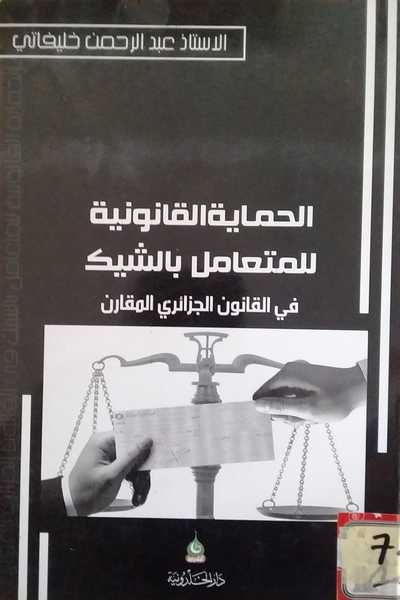 الاستاذ عبد الرحمن خليفاتي
الحماية القانونية
للمتعامل بالشيك
في القانون الجزائري المقارن
دار الخلدونية
7